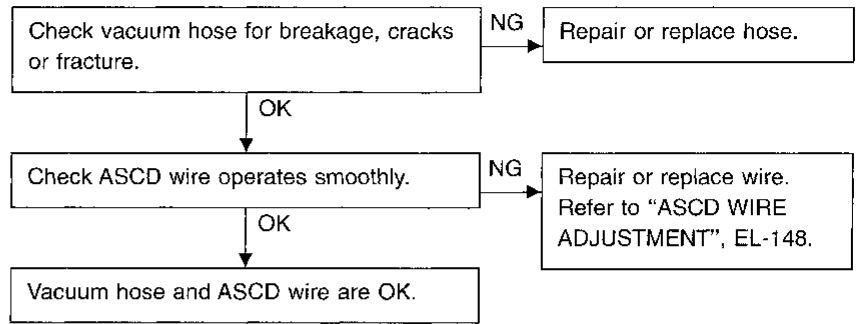 Check vacuum hose for breakage, cracks
or fracture.
NG
Repair or replace hose.
OK
Check ASCD wire operates smoothly.
NG
Repair or replace wire.
Refer to "ASCD WIRE
ADJUSTMENT", EL-148.
OK
Vacuum hose and ASCD wire are OK.